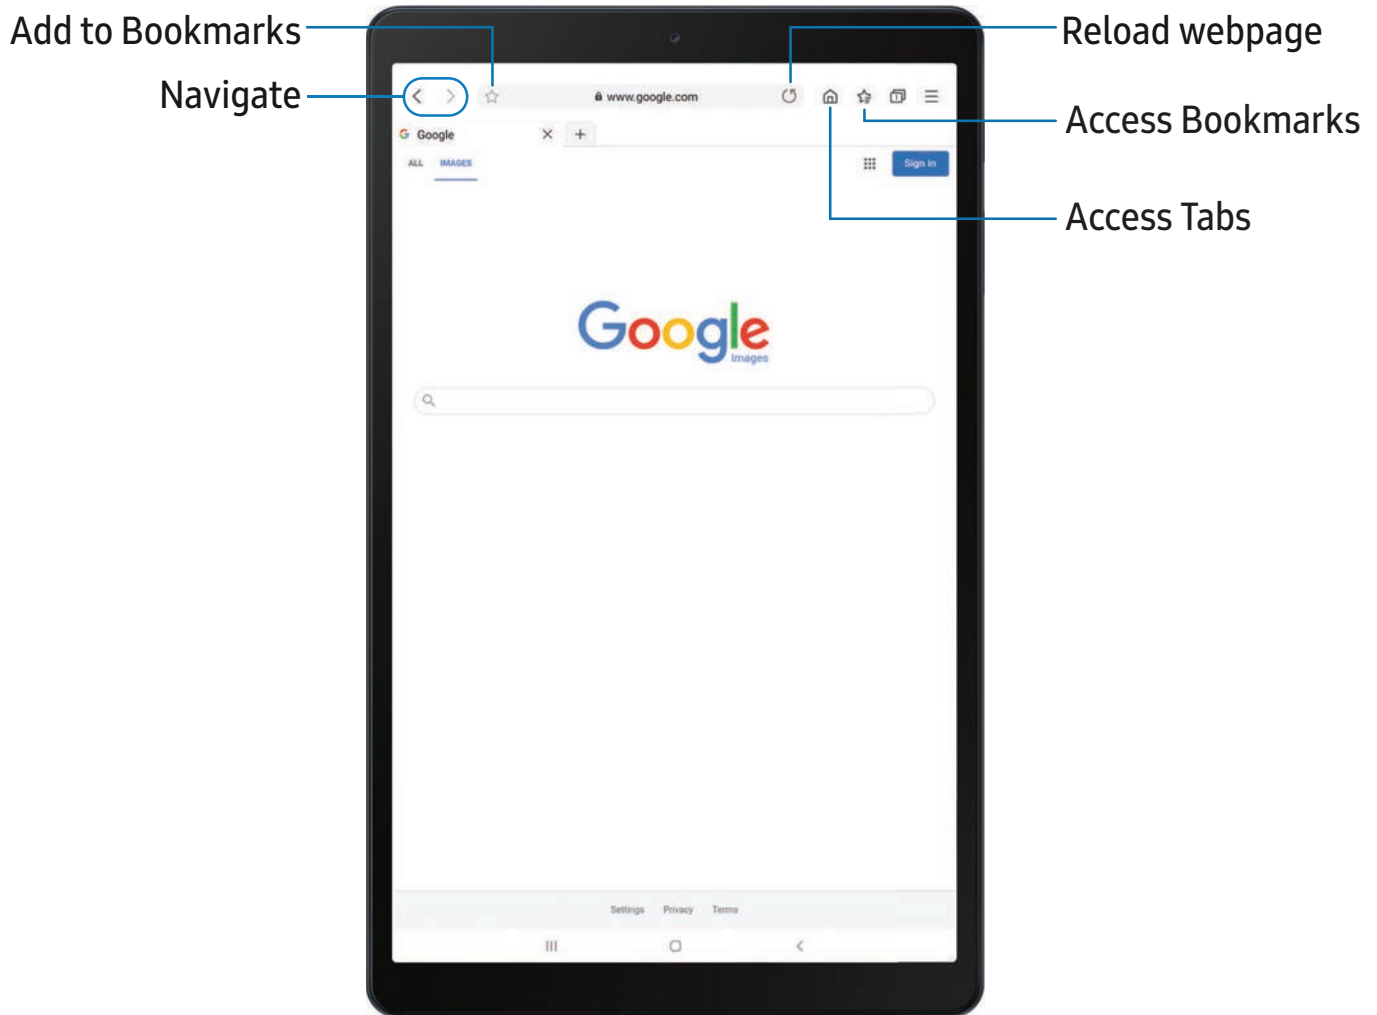 Add to Bookmarks
Reload webpage
Navigate
www.google.com
1
Access Bookmarks
G Google
ALL IMAGES
Sign in
Access Tabs
Google
Images
Settings Privacy Terms